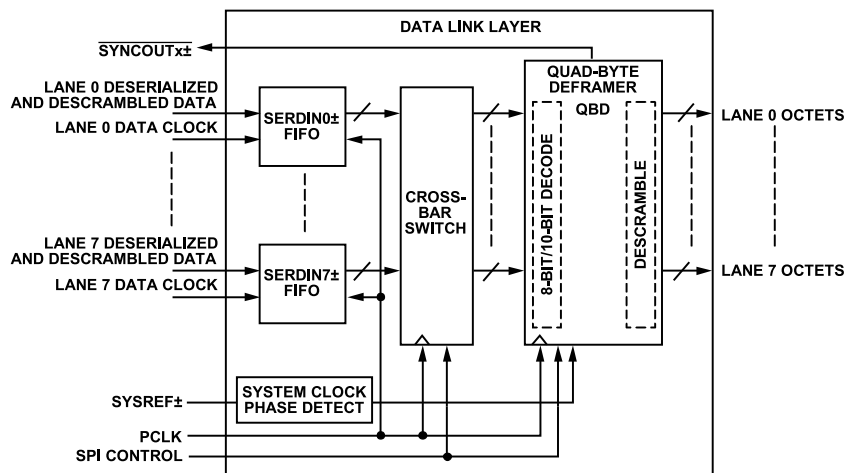 DATA LINK LAYER
SYNCOUTx±
QUAD-BYTE
DEFRAMER
QBD
LANE 0 DESERIALIZED
AND DESCRAMBLED DATA
LANE 0 DATA CLOCK
SERDIN0±
FIFO
CROSS-
BAR
SWITCH
8-BIT/10-BIT DECODE
DESCRAMBLE
LANE 0 OCTETS
LANE 7 DESERIALIZED
AND DESCRAMBLED DATA
LANE 7 DATA CLOCK
SERDIN7±
FIFO
LANE 7 OCTETS
SYSREF±
SYSTEM CLOCK
PHASE DETECT
PCLK
SPI CONTROL